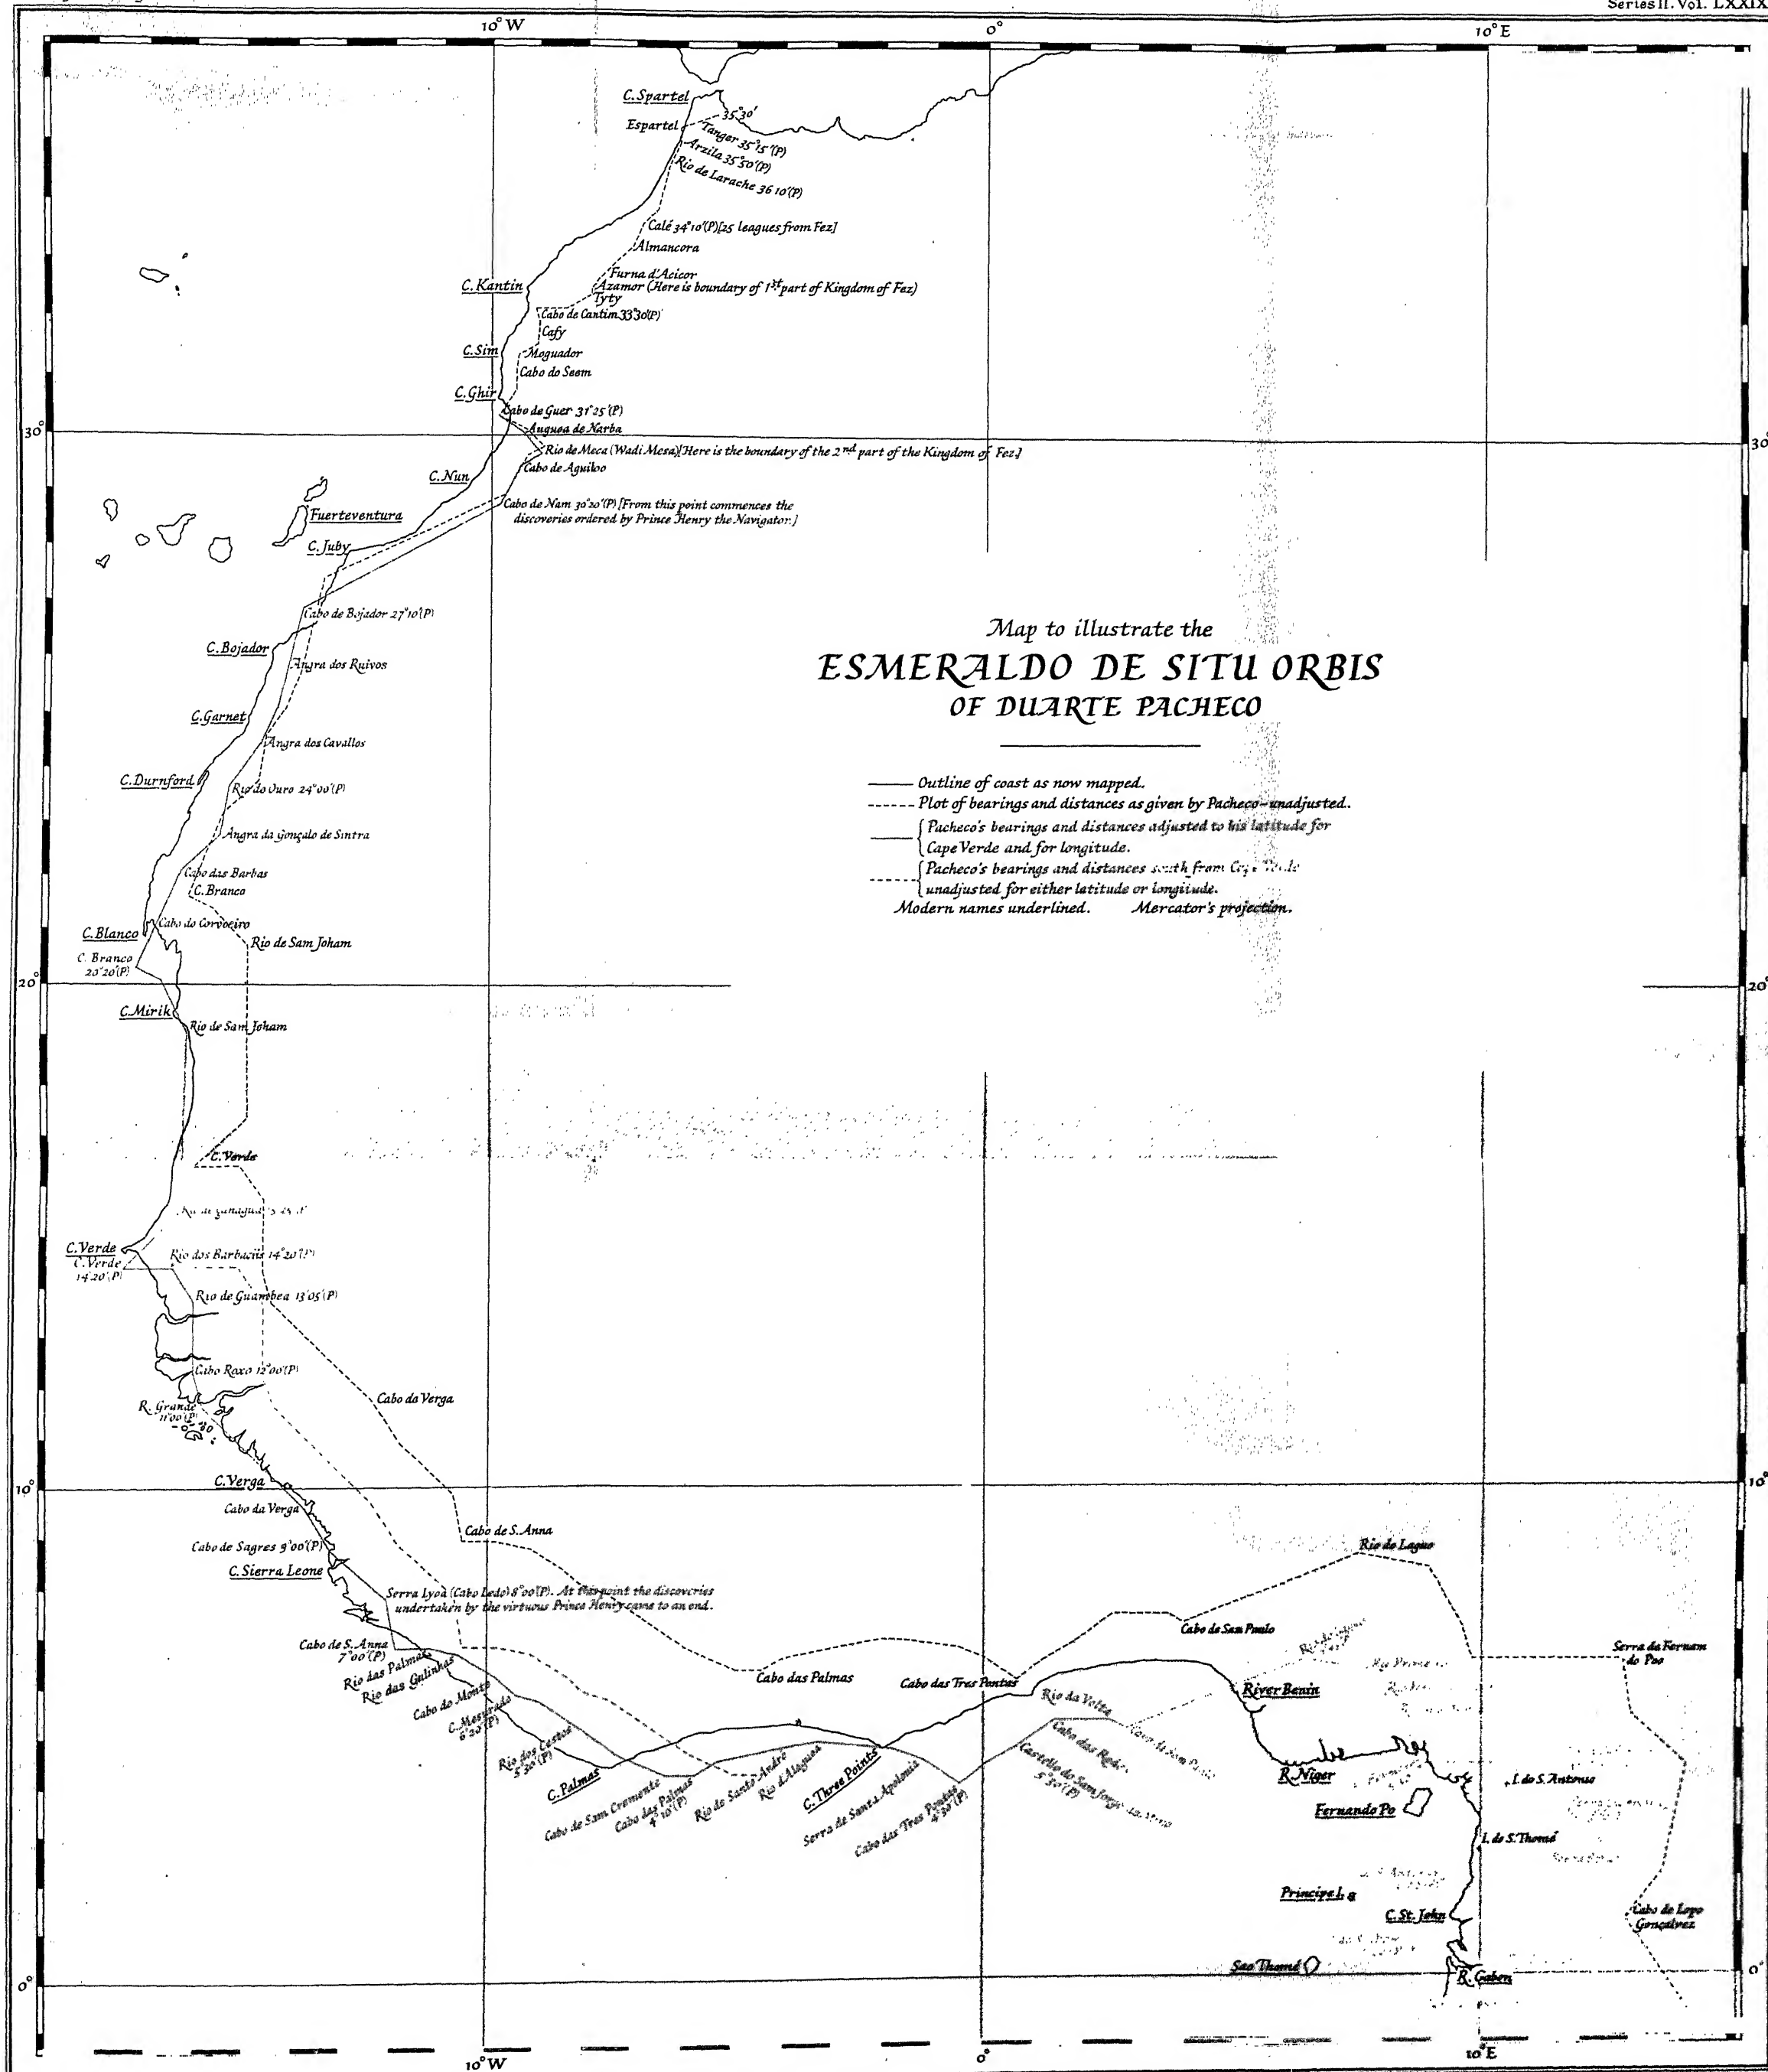 Series II. Vol. LXXIX
10°W
0°
10°E
C. Spartel
35°30'
Espartel
Tanger 35°15'(P)
Arzila 35°50'(P)
Rio de Larache 36 10'(P)
Calé 34°10'(P)[25 leagues from Fez]
Almancora
Furna d'Acicor
C. Kantin
Azamor (Here is boundary of 1st part of Kingdom of Fez)
Tyty
Cabo de Cantim 33°30'(P)
Cafy
C. Sim
Moguador
Cabo do Seem
C. Ghir
Cabo de Guer 31°25'(P)
Auguoa de Narba
30°
30°
Rio de Meca (Wadi Mesa)[Here is the boundary of the 2nd part of the Kingdom of Fez]
Cabo de Aguiloo
C. Nun
Cabo de Nam 30°20'(P) [From this point commences the
discoveries ordered by Prince Henry the Navigator.]
Fuerteventura
C. Juby
Cabo de Bojador 27°10'(P)
Map to illustrate the
ESMERALDO DE SITU ORBIS
OF DUARTE PACHECO
C. Bojador
Angra dos Ruivos
C. Garnet
Angra dos Cavallos
C. Durnford
Rio do Ouro 24°00'(P)
Outline of coast as now mapped.
Plot of bearings and distances as given by Pacheco-unadjusted.
Pacheco's bearings and distances adjusted to his latitude for
Cape Verde and for longitude.
Pacheco's bearings and distances south from Cape Verde
unadjusted for either latitude or longitude.
Modern names underlined. Mercator's projection.
Angra da Gonçalo de Sintra
Cabo das Barbas
C. Branco
Cabo do Corvoeiro
C. Blanco
Rio de Sam Joham
C. Branco
20°20'(P)
20°
20°
C. Mirik
Rio de Sam Joham
C. Verde
C. Verde
C. Verde
14°20'(P)
Rio dos Barbaciis 14°20'(P)
Rio de Guambea 13°05'(P)
Cabo Roxo 12°00'(P)
Cabo da Verga
R. Grande
11°00'(P)
10°
10°
C. Verga
Cabo da Verga
Cabo de S. Anna
Cabo de Sagres 9°00'(P)
C. Sierra Leone
Rio do Laguo
Serra Lyoa (Cabo Ledo) 8°00'(P). At this point the discoveries
undertaken by the virtuous Prince Henry came to an end.
Cabo de S. Anna
7°00'(P)
Cabo de Sam Paulo
Serra de Fernam
do Poo
Rio das Palmas
Rio das Galinhas
Cabo das Palmas
Cabo das Tres Pontas
Cabo do Monte
C. Mesurado
6°20'(P)
Rio da Volta
River Benin
Rio dos Cestos
5°30'(P)
Cabo das Redes
C. Palmas
Cabo de Sam Cremente
Cabo das Palmas
4°10'(P)
Rio de Santo André
Rio d'Alagoa
C. Three Points
Serra de Santa Apolonia
Cabo das Tres Pontas
4°30'(P)
Castello de Sam Jorge
5°30'(P)
R. Niger
I. do S. Antonio
Fernando Po
I. do S. Thomé
Principe I.
C. St. John
Cabo de Lopo
Gonçalvez
Sao Thomé
R. Gabon
0°
0°
10°W
0°
10°E